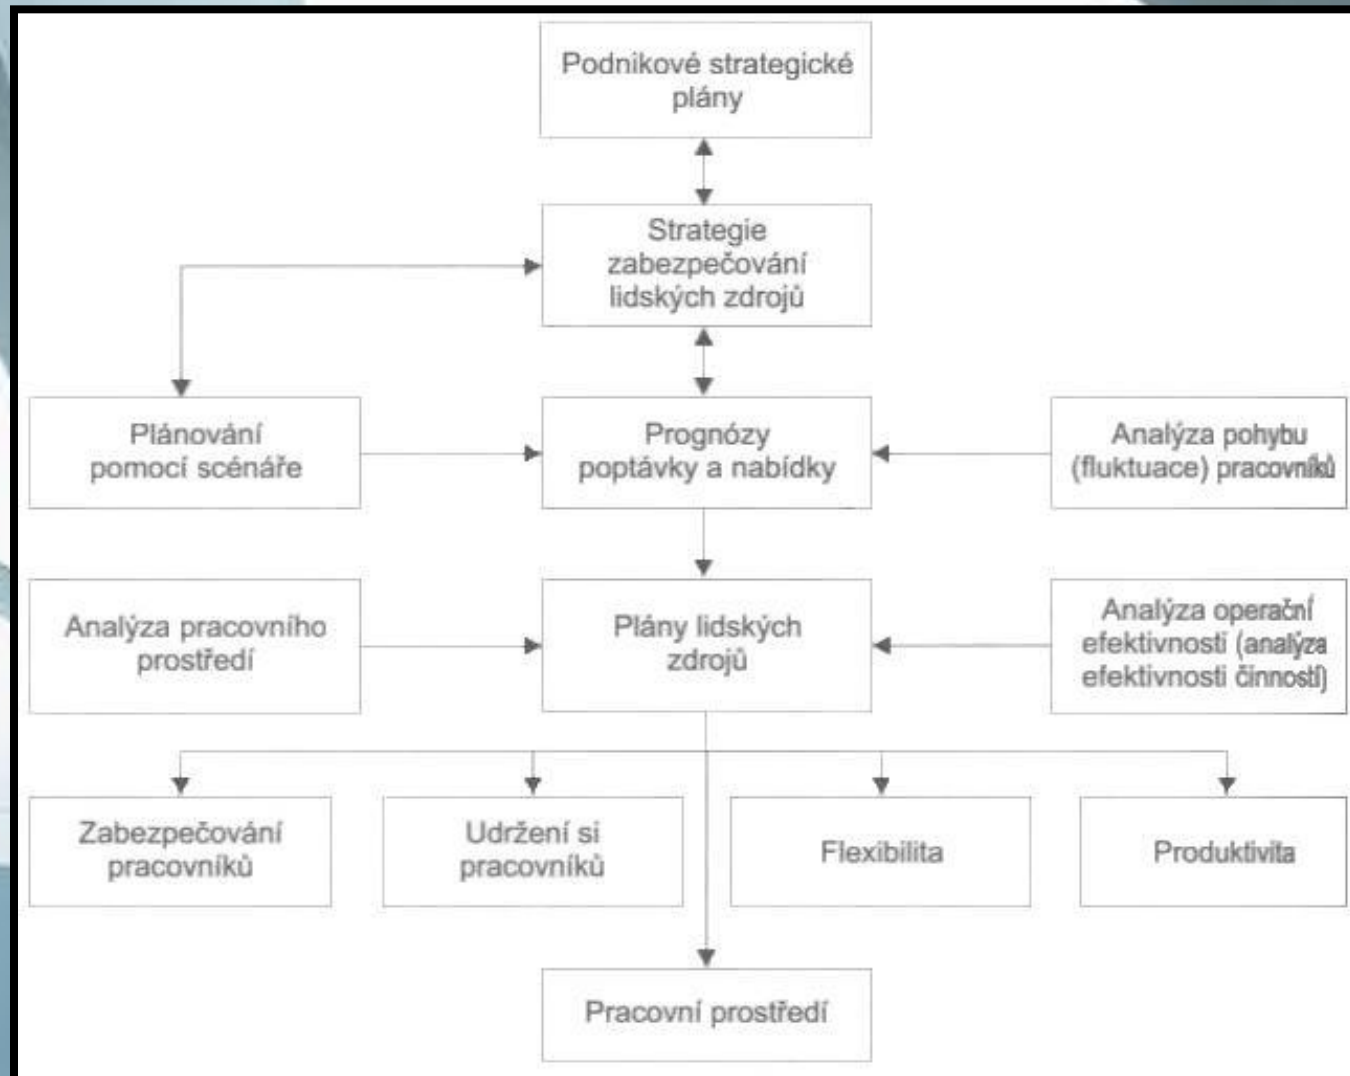 Podnikové strategické
plány
Strategie
zabezpečování
lidských zdrojů
Plánování
pomocí scénáře
Prognózy
poptávky a nabídky
Analýza pohybu
(fluktuace) pracovníků
Analýza pracovního
prostředí
Plány lidských
zdrojů
Analýza operační
efektivnosti (analýza
efektivnosti činností)
Zabezpečování
pracovníků
Udržení si
pracovníků
Flexibilita
Produktivita
Pracovní prostředí